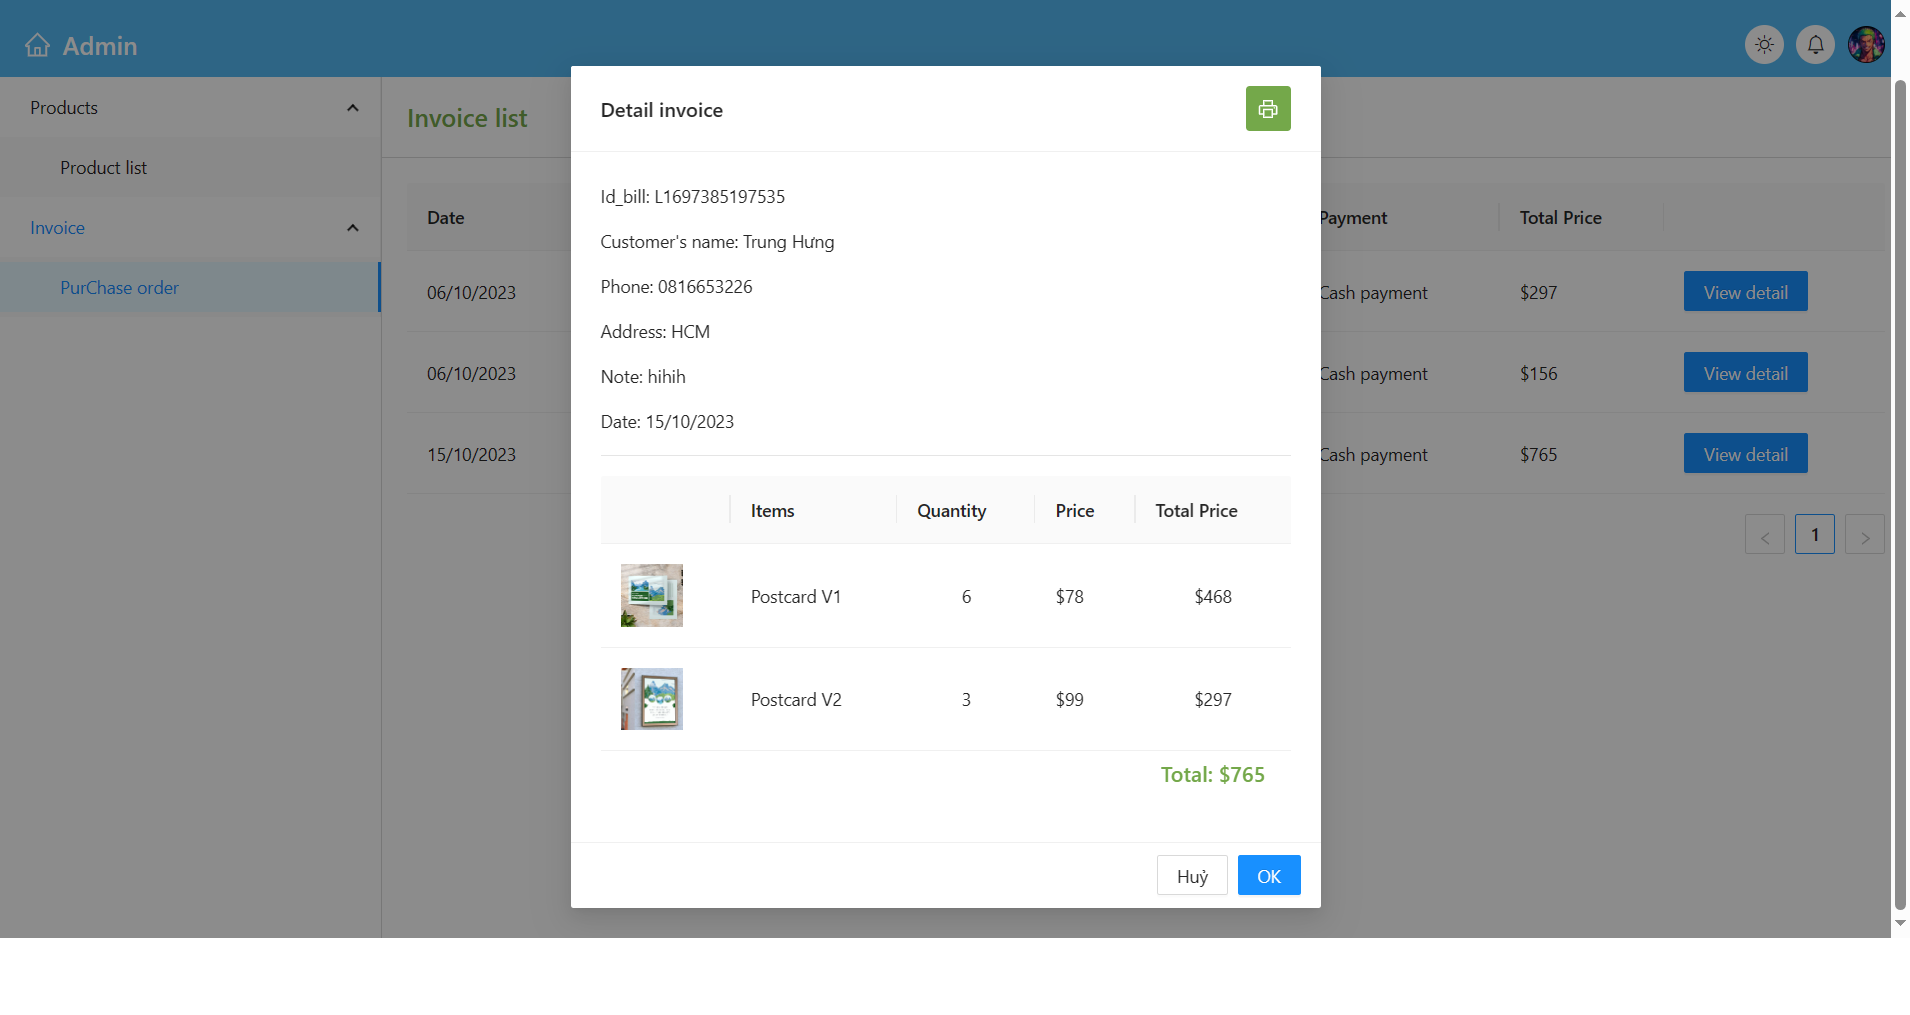 Admin
Products
Product list
Invoice
PurChase order
Invoice list
Date Payment Total Price
06/10/2023 Cash payment $297 View detail
06/10/2023 Cash payment $156 View detail
15/10/2023 Cash payment $765 View detail
< 1 >
Detail invoice
Id_bill: L1697385197535
Customer's name: Trung Hưng
Phone: 0816653226
Address: HCM
Note: hihih
Date: 15/10/2023
Items Quantity Price Total Price
Postcard V1 6 $78 $468
Postcard V2 3 $99 $297
Total: $765
Huỷ OK